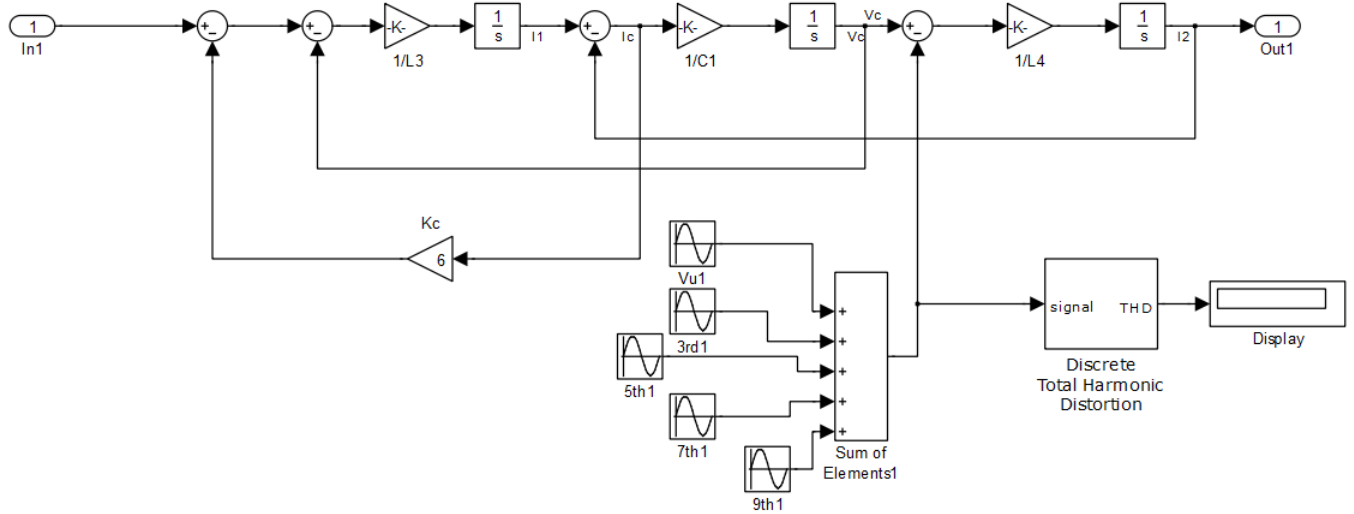 1
In1
+
−
+
−
-K-
1/L3
1
s
I1
+
−
Ic
-K-
1/C1
1
s
Vc
Vc
+
−
-K-
1/L4
1
s
I2
1
Out1
Kc
6
Vu1
3rd1
5th1
7th1
9th1
+
+
+
+
+
Sum of
Elements1
signal
THD
Discrete
Total Harmonic
Distortion
Display